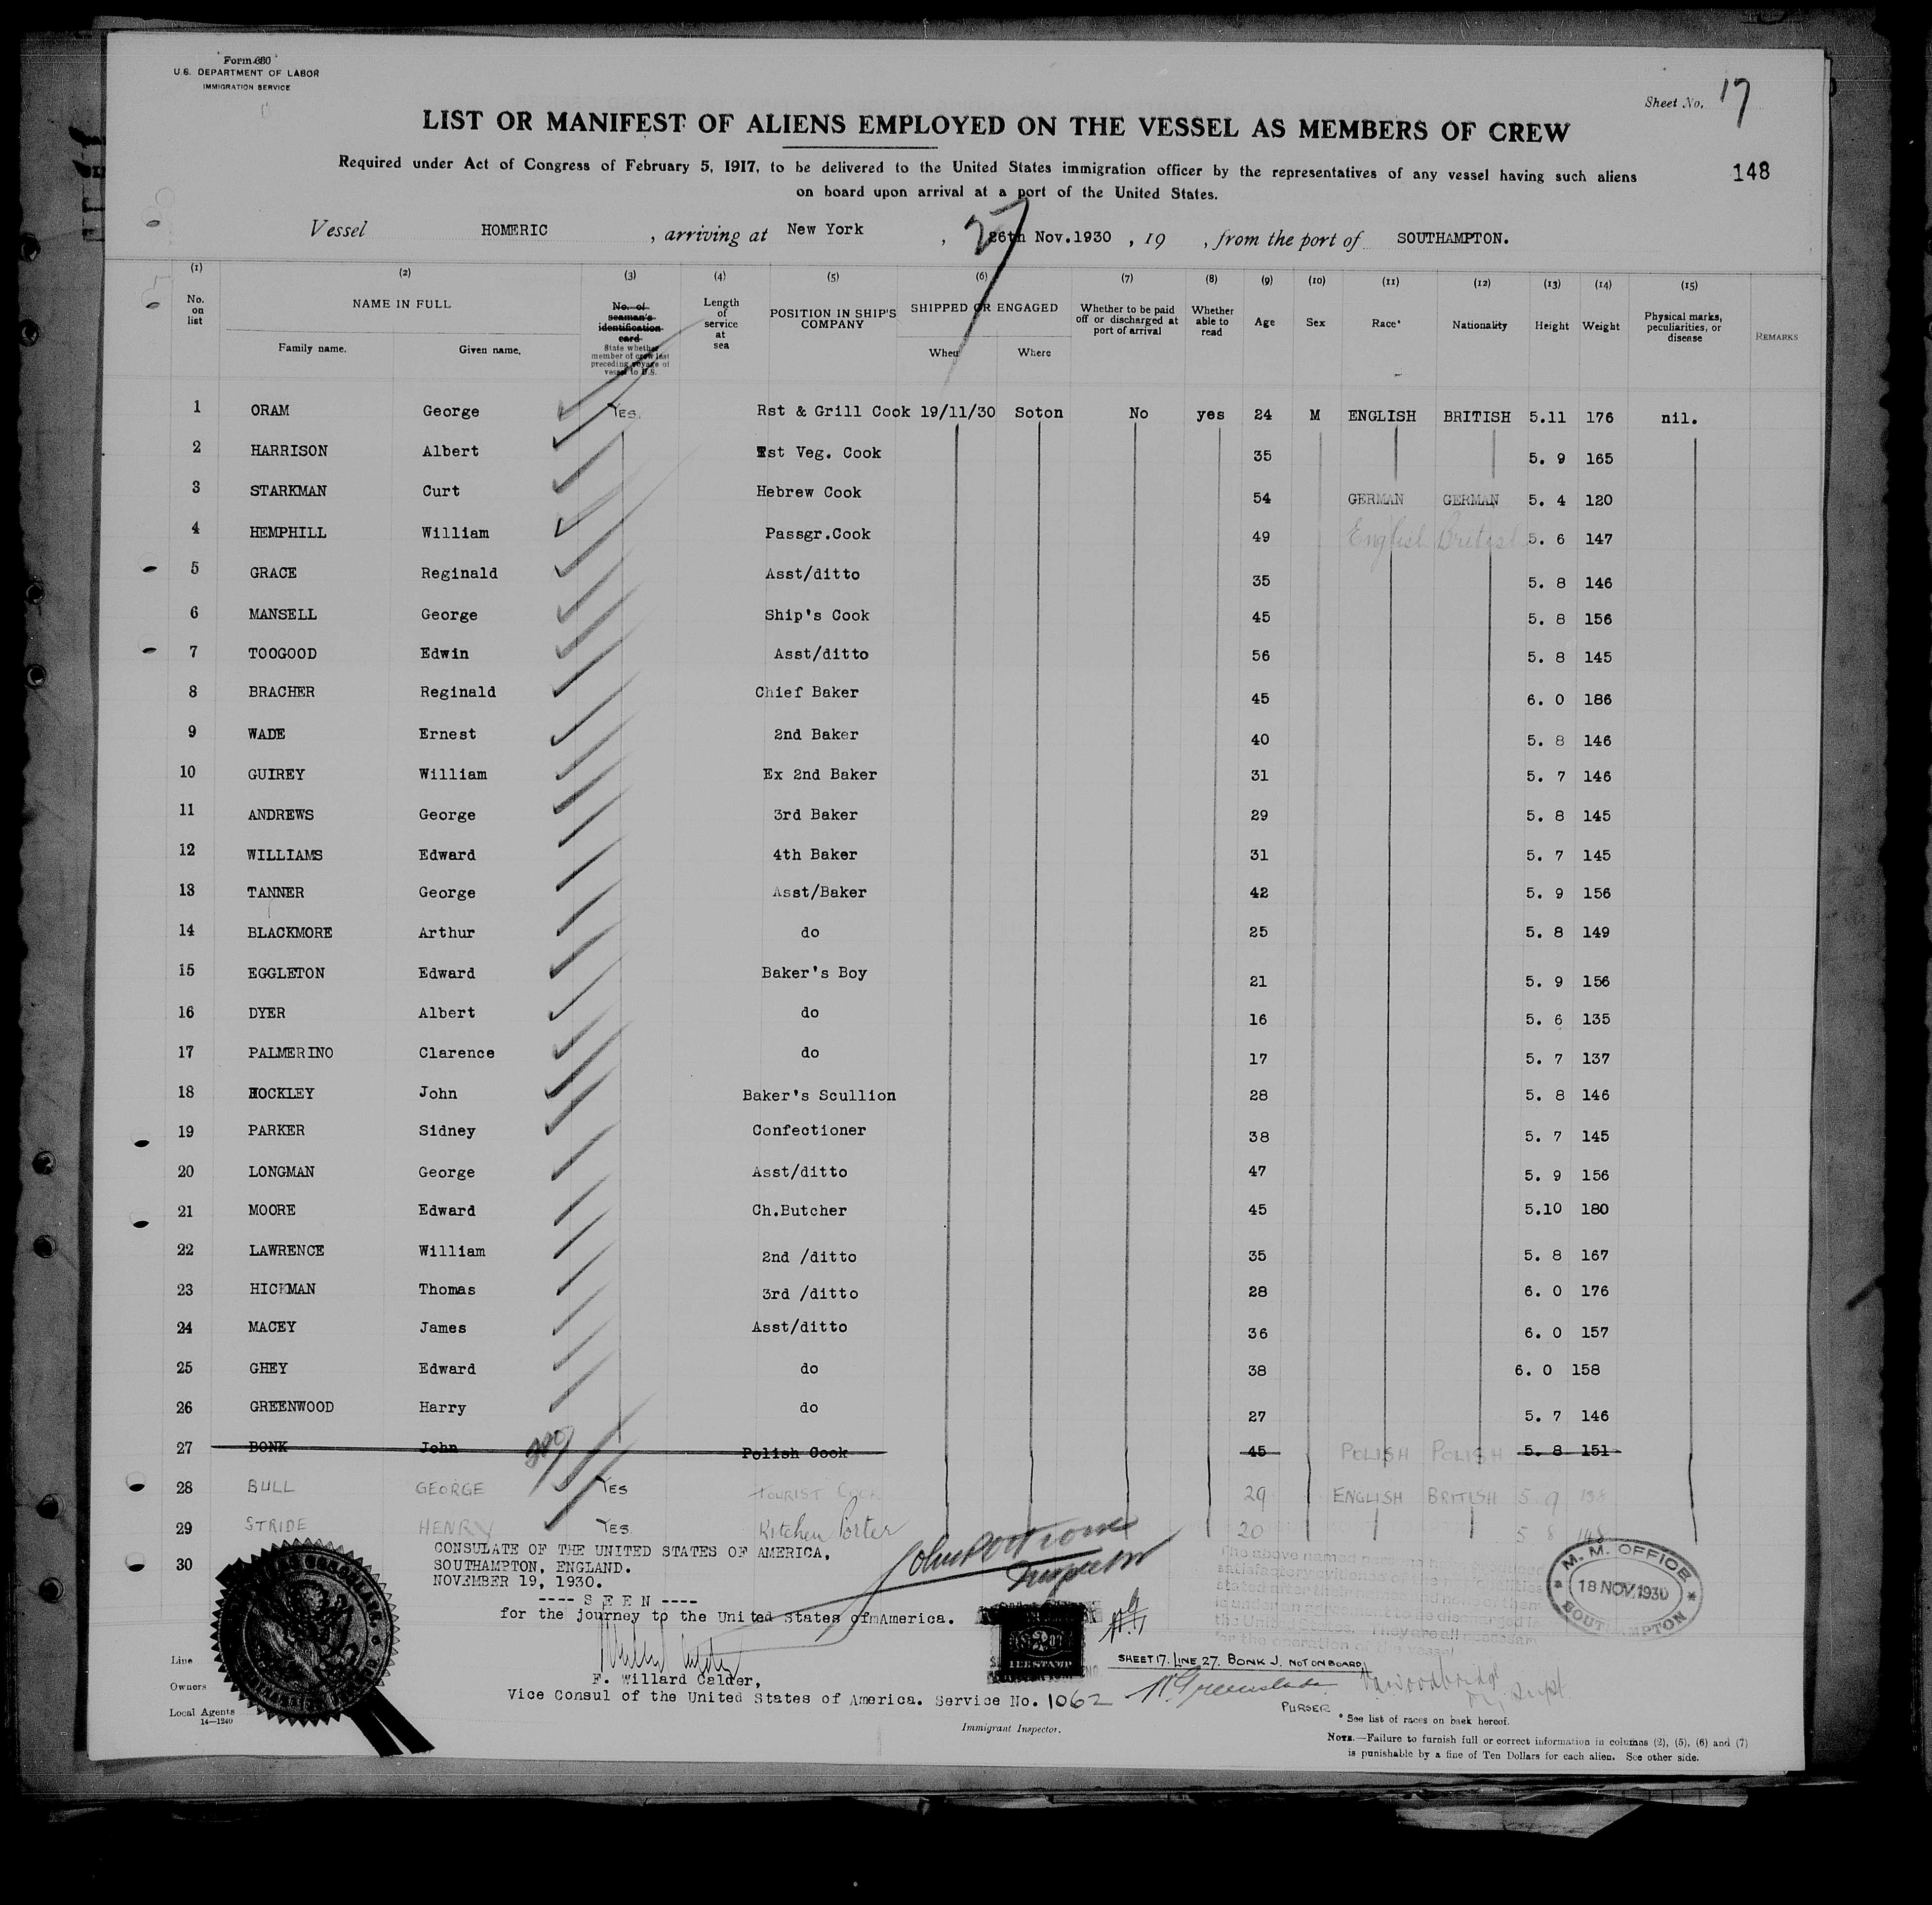 Form 680
U.S. DEPARTMENT OF LABOR
IMMIGRATION SERVICE
Sheet No. 17
LIST OR MANIFEST OF ALIENS EMPLOYED ON THE VESSEL AS MEMBERS OF CREW
Required under Act of Congress of February 5, 1917, to be delivered to the United States immigration officer by the representatives of any vessel having such aliens
on board upon arrival at a port of the United States.
148
Vessel HOMERIC, arriving at New York, 27 26th Nov.1930, 19, from the port of SOUTHAMPTON.
(1) (2) (3) (4) (5) (6) (7) (8) (9) (10) (11) (12) (13) (14) (15)
No. on list
NAME IN FULL
Family name. Given name.
No. of seaman's identification card
State whether member of crew last preceding voyage of vessel to U.S.
Length of service at sea
POSITION IN SHIP'S COMPANY
SHIPPED OR ENGAGED
When Where
Whether to be paid off or discharged at port of arrival
Whether able to read
Age
Sex
Race*
Nationality
Height
Weight
Physical marks, peculiarities, or disease
REMARKS
1 ORAM George Yes. Rst & Grill Cook 19/11/30 Soton No yes 24 M ENGLISH BRITISH 5.11 176 nil.
2 HARRISON Albert st Veg. Cook 35 5. 9 165
3 STARKMAN Curt Hebrew Cook 54 GERMAN GERMAN 5. 4 120
4 HEMPHILL William Passgr.Cook 49 English British 5. 6 147
5 GRACE Reginald Asst/ditto 35 5. 8 146
6 MANSELL George Ship's Cook 45 5. 8 156
7 TOOGOOD Edwin Asst/ditto 56 5. 8 145
8 BRACHER Reginald Chief Baker 45 6. 0 186
9 WADE Ernest 2nd Baker 40 5. 8 146
10 GUIREY William Ex 2nd Baker 31 5. 7 146
11 ANDREWS George 3rd Baker 29 5. 8 145
12 WILLIAMS Edward 4th Baker 31 5. 7 145
13 TANNER George Asst/Baker 42 5. 9 156
14 BLACKMORE Arthur do 25 5. 8 149
15 EGGLETON Edward Baker's Boy 21 5. 9 156
16 DYER Albert do 16 5. 6 135
17 PALMERINO Clarence do 17 5. 7 137
18 HOCKLEY John Baker's Scullion 28 5. 8 146
19 PARKER Sidney Confectioner 38 5. 7 145
20 LONGMAN George Asst/ditto 47 5. 9 156
21 MOORE Edward Ch.Butcher 45 5.10 180
22 LAWRENCE William 2nd /ditto 35 5. 8 167
23 HICKMAN Thomas 3rd /ditto 28 6. 0 176
24 MACEY James Asst/ditto 36 6. 0 157
25 GHEY Edward do 38 6. 0 158
26 GREENWOOD Harry do 27 5. 7 146
27 BONK John Polish Cook 45 POLISH POLISH 5. 8 151
28 BULL GEORGE YES TOURIST COOK 29 ENGLISH BRITISH 5 9 138
29 STRIDE HENRY YES. Kitchen Porter 20 5 8 148
30
CONSULATE OF THE UNITED STATES OF AMERICA,
SOUTHAMPTON, ENGLAND.
NOVEMBER 19, 1930.
---- S E E N ----
for the journey to the United States of America.
Inspector
F. Willard Calder,
Vice Consul of the United States of America. Service No. 1062
M. M. OFFICE
18 NOV. 1930
SOUTHAMPTON
SHEET 17. LINE 27. BONK J. NOT ON BOARD
PURSER
Line
Owners
Local Agents
14—1240
Immigrant Inspector.
* See list of races on back hereof.
NOTE.—Failure to furnish full or correct information in columns (2), (5), (6) and (7)
is punishable by a fine of Ten Dollars for each alien. See other side.